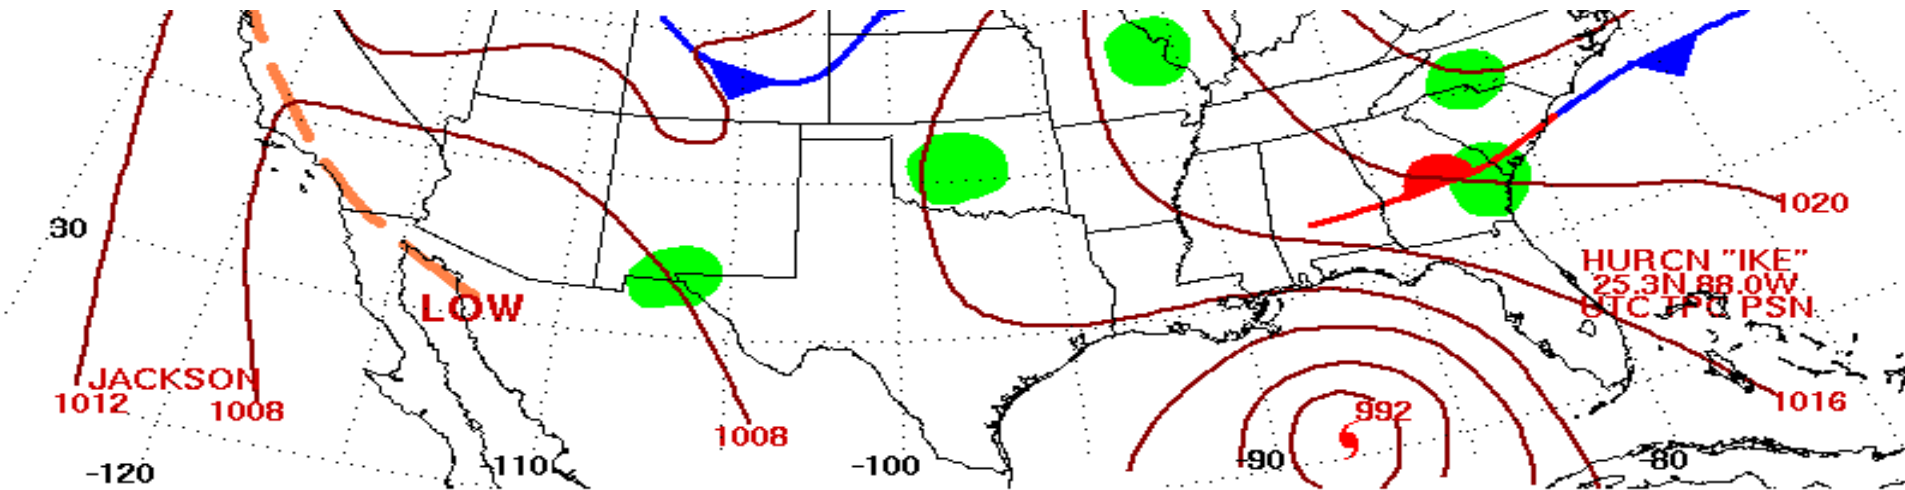 1020
30
HURCN "IKE"
25.3N 88.0W
UTC TPC PSN
LOW
JACKSON
1012
1008
1016
992
1008
-120
110
-100
-90
-80